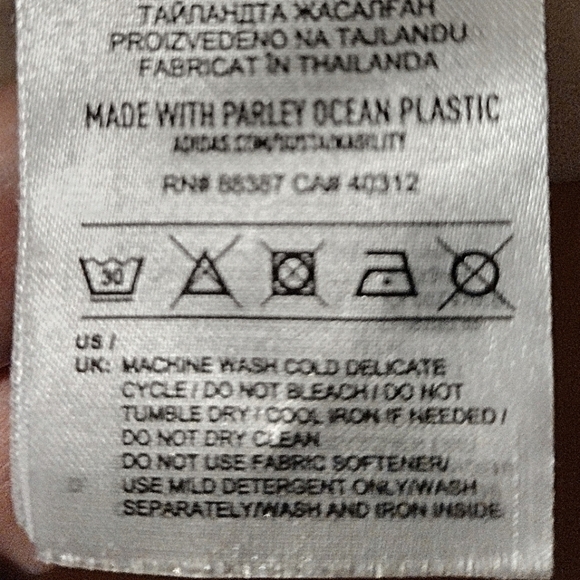 ТАЙЛАНДТА ЖАСАЛҒАН
PROIZVEDENO NA TAJLANDU
FABRICAT ÎN THAILANDA
MADE WITH PARLEY OCEAN PLASTIC
ADIDAS.COM/SUSTAINABILITY
RN# 88387 CA# 40312
30
US /
UK: MACHINE WASH COLD DELICATE
CYCLE / DO NOT BLEACH / DO NOT
TUMBLE DRY / COOL IRON IF NEEDED /
DO NOT DRY CLEAN
DO NOT USE FABRIC SOFTENER/
USE MILD DETERGENT ONLY/WASH
SEPARATELY/WASH AND IRON INSIDE